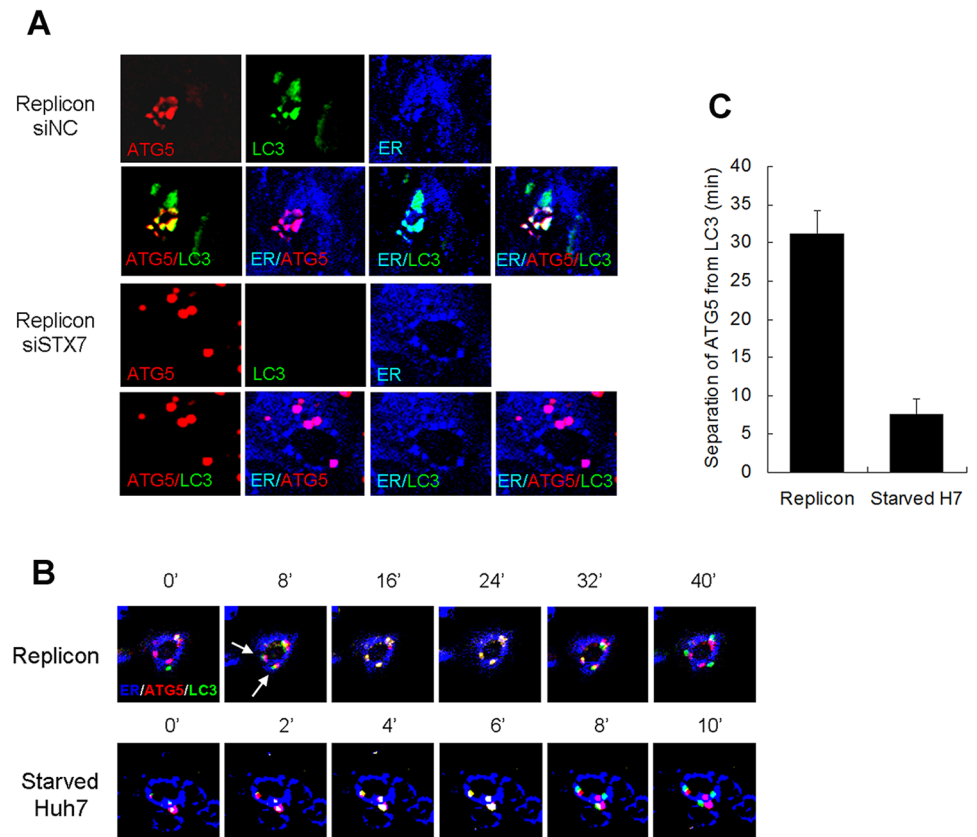 A
Replicon
siNC
ATG5
LC3
ER
ATG5/LC3
ER/ATG5
ER/LC3
ER/ATG5/LC3
Replicon
siSTX7
ATG5
LC3
ER
ATG5/LC3
ER/ATG5
ER/LC3
ER/ATG5/LC3
C
Separation of ATG5 from LC3 (min)
40
35
30
25
20
15
10
5
0
Replicon
Starved H7
B
0' 8' 16' 24' 32' 40'
Replicon
ER/ATG5/LC3
0' 2' 4' 6' 8' 10'
Starved
Huh7